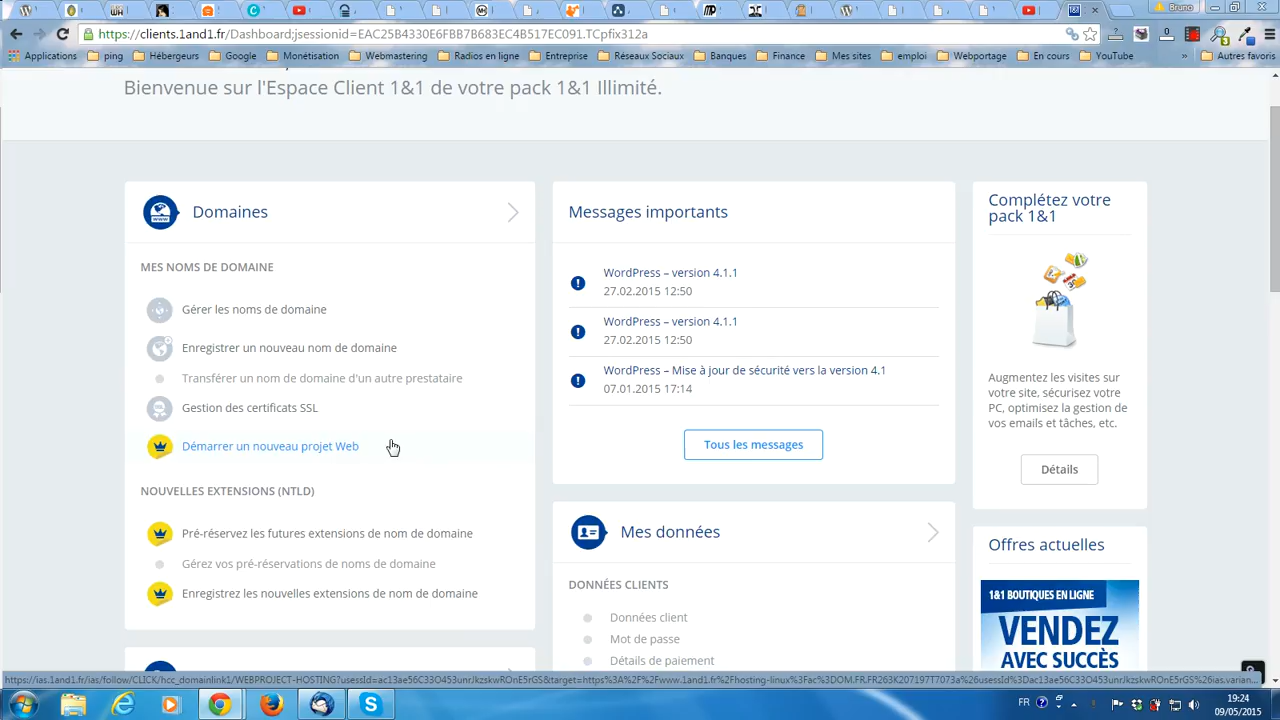 Bruno
https://clients.1and1.fr/Dashboard;jsessionid=EAC25B4330E6FBB7B683EC4B517EC091.TCpfix312a
Applications ping Hébergeurs Google Monétisation Webmastering Radios en ligne Entreprise Réseaux Sociaux Banques Finance Mes sites emploi Webportage En cours YouTube » Autres favoris
Bienvenue sur l'Espace Client 1&1 de votre pack 1&1 Illimité.
Domaines
MES NOMS DE DOMAINE
Gérer les noms de domaine
Enregistrer un nouveau nom de domaine
Transférer un nom de domaine d'un autre prestataire
Gestion des certificats SSL
Démarrer un nouveau projet Web
NOUVELLES EXTENSIONS (NTLD)
Pré-réservez les futures extensions de nom de domaine
Gérez vos pré-réservations de noms de domaine
Enregistrez les nouvelles extensions de nom de domaine
Messages importants
WordPress – version 4.1.1
27.02.2015 12:50
WordPress – version 4.1.1
27.02.2015 12:50
WordPress – Mise à jour de sécurité vers la version 4.1
07.01.2015 17:14
Tous les messages
Mes données
DONNÉES CLIENTS
Données client
Mot de passe
Détails de paiement
Complétez votre
pack 1&1
Augmentez les visites sur
votre site, sécurisez votre
PC, optimisez la gestion de
vos emails et tâches, etc.
Détails
Offres actuelles
1&1 BOUTIQUES EN LIGNE
VENDEZ
AVEC SUCCÈS
FR
19:24
09/05/2015